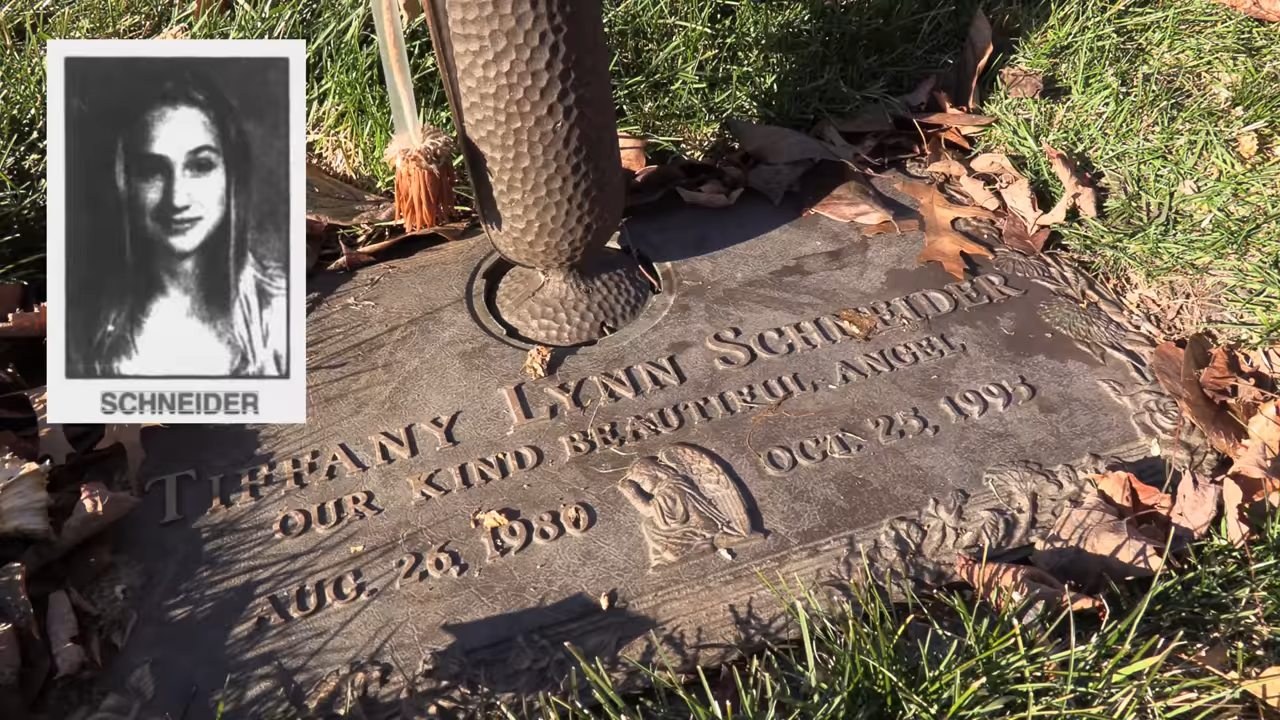 SCHNEIDER
TIFFANY LYNN SCHNEIDER
OUR KIND BEAUTIFUL ANGEL
AUG. 26, 1980 OCT. 25, 1995